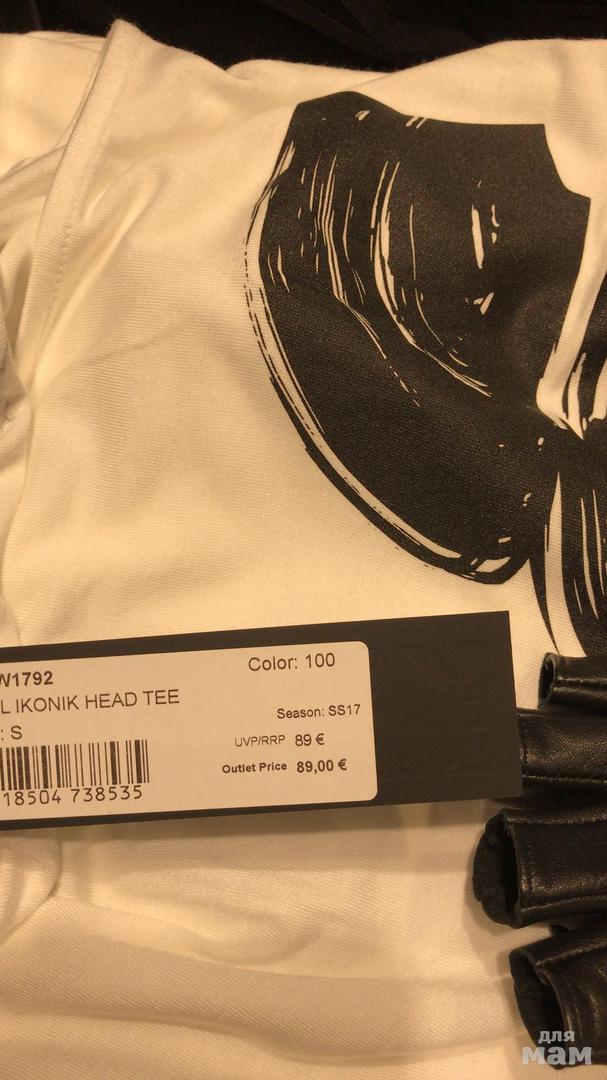 W1792
Color: 100
L IKONIK HEAD TEE
: S
Season: SS17
UVP/RRP 89 €
Outlet Price 89,00 €
18504 738535
для
мам